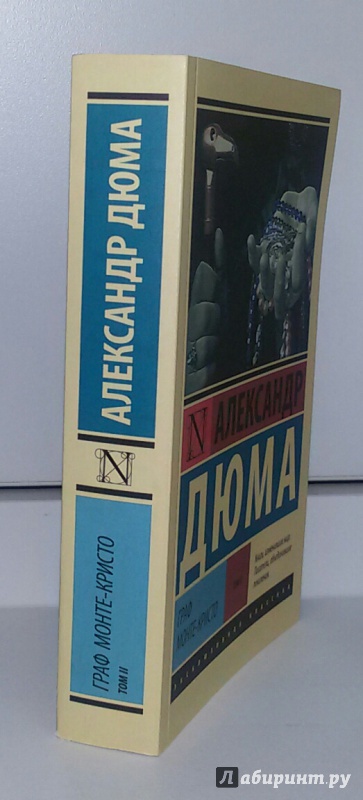 АЛЕКСАНДР ДЮМА
N
ГРАФ МОНТЕ-КРИСТО
ТОМ II
N АЛЕКСАНДР
ДЮМА
ГРАФ
МОНТЕ-КРИСТО
Лабиринт.ру